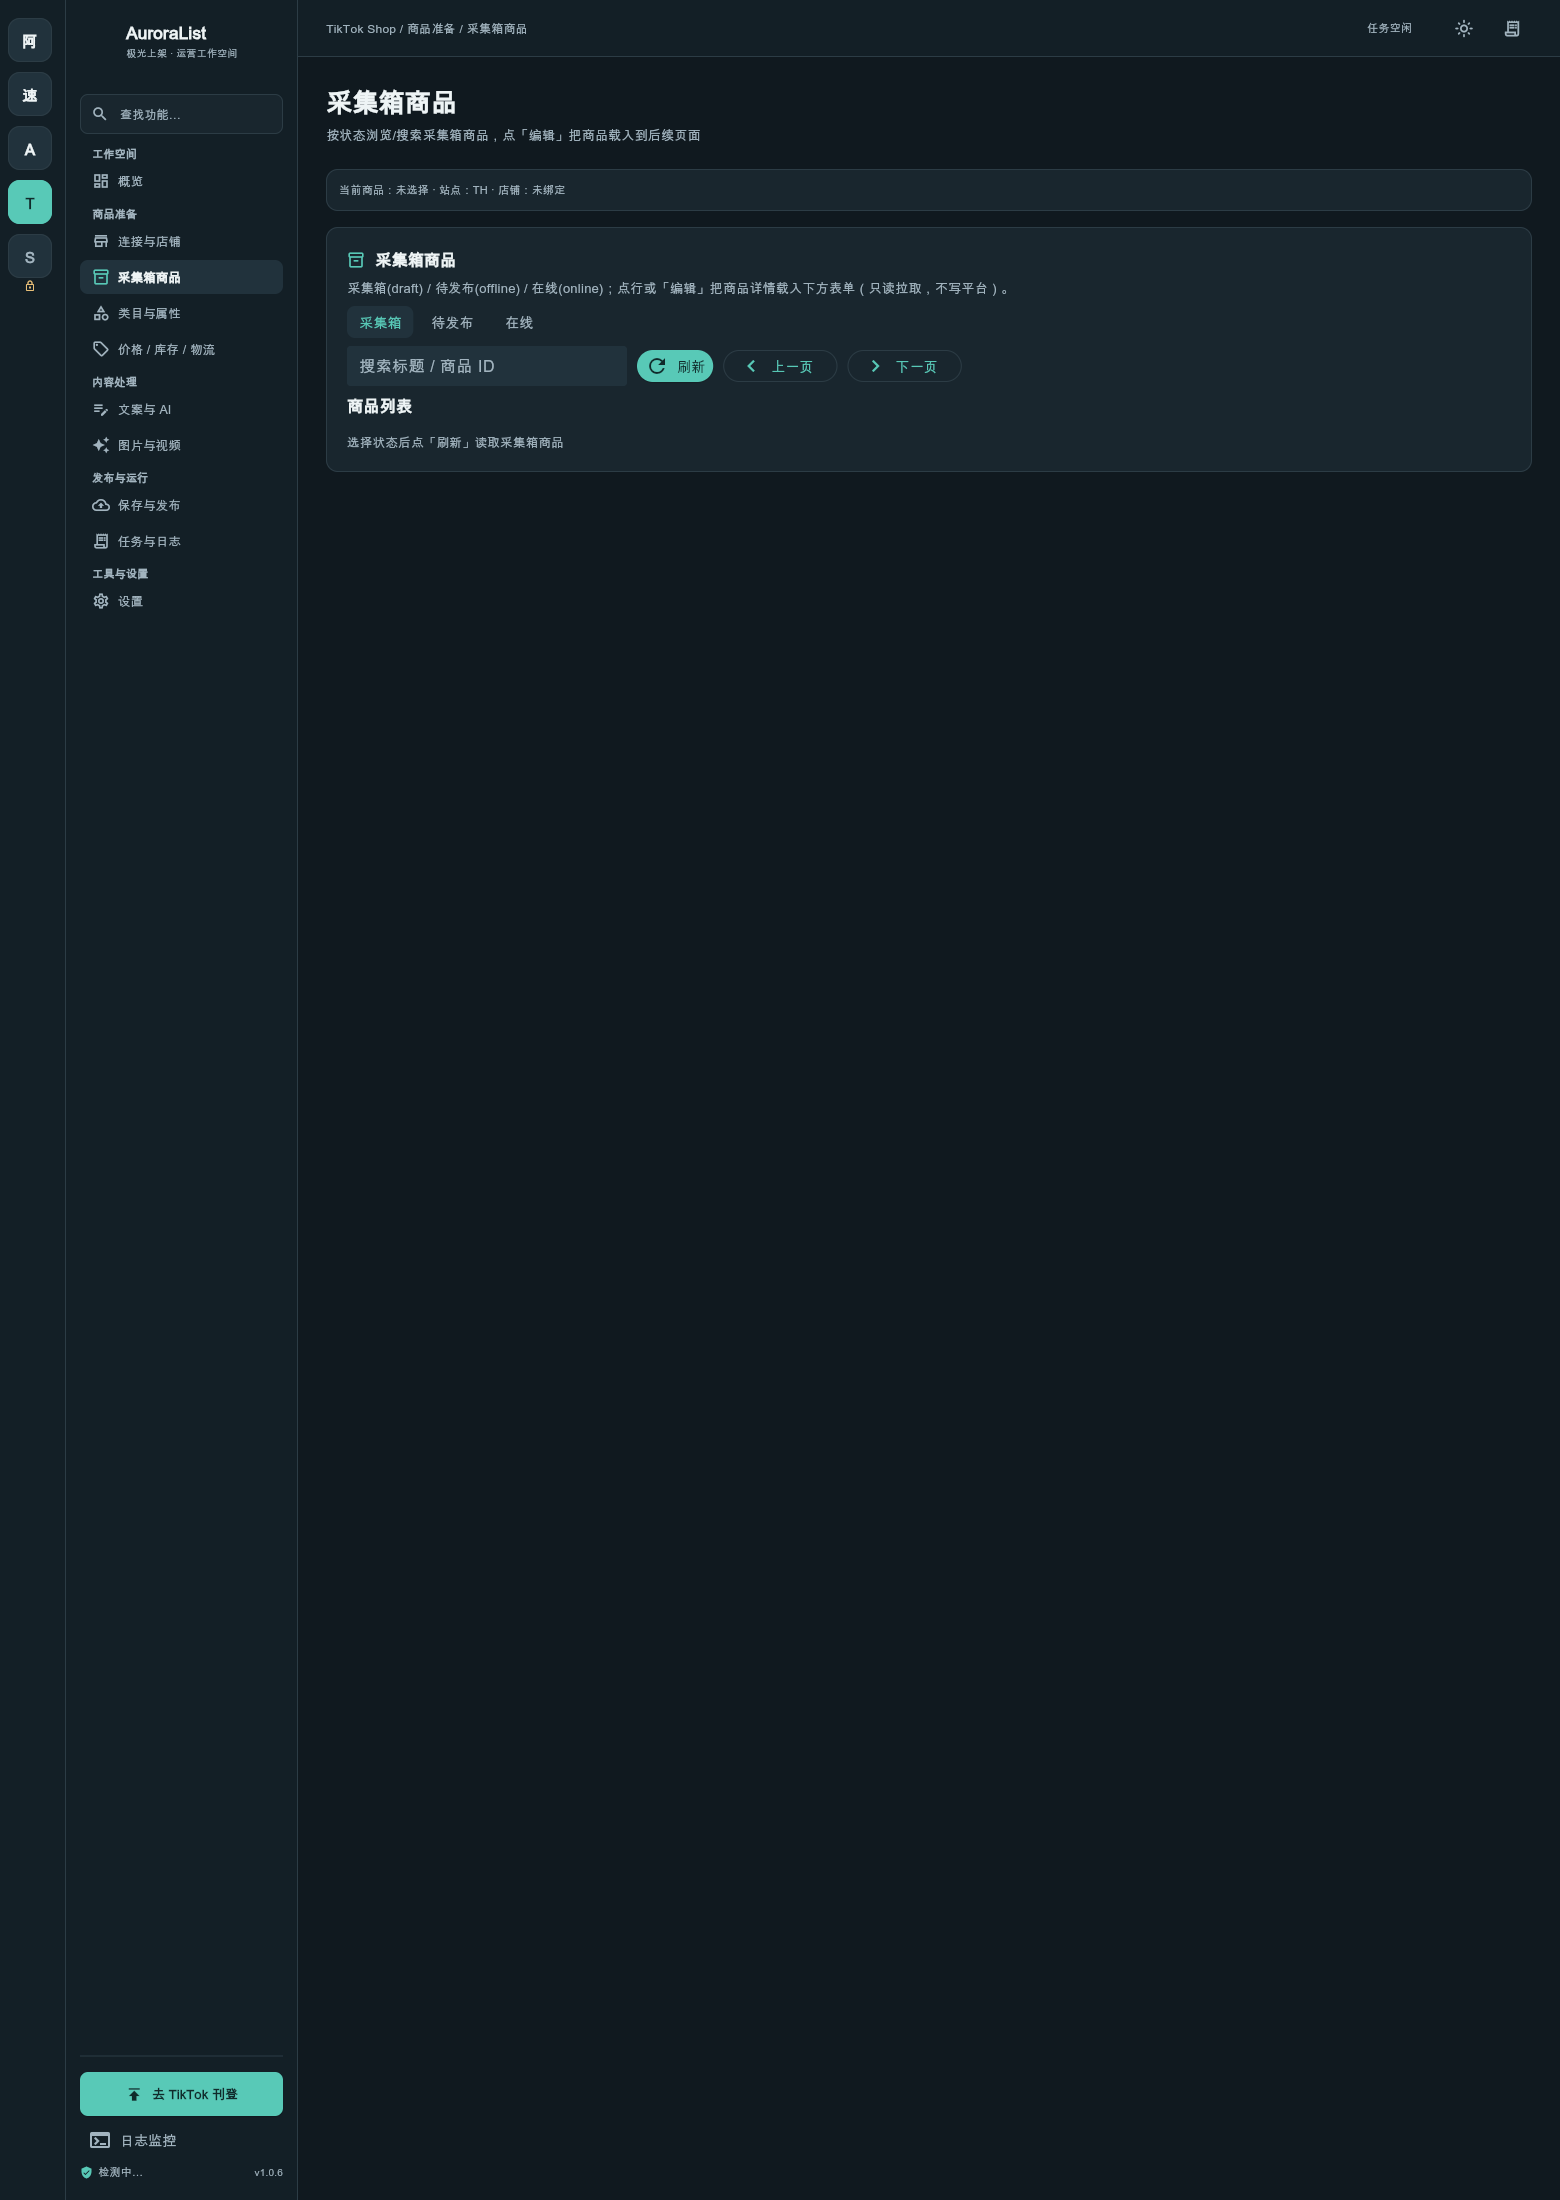 阿
速
A
T
S
AuroraList
极光上架 · 运营工作空间
查找功能...
工作空间
概览
商品准备
连接与店铺
采集箱商品
类目与属性
价格 / 库存 / 物流
内容处理
文案与 AI
图片与视频
发布与运行
保存与发布
任务与日志
工具与设置
设置
去 TikTok 刊登
日志监控
检测中... v1.0.6
TikTok Shop / 商品准备 / 采集箱商品 任务空闲
采集箱商品
按状态浏览/搜索采集箱商品，点「编辑」把商品载入到后续页面
当前商品：未选择 · 站点：TH · 店铺：未绑定
采集箱商品
采集箱(draft) / 待发布(offline) / 在线(online)；点行或「编辑」把商品详情载入下方表单（只读拉取，不写平台）。
采集箱 待发布 在线
搜索标题 / 商品 ID 刷新 上一页 下一页
商品列表
选择状态后点「刷新」读取采集箱商品